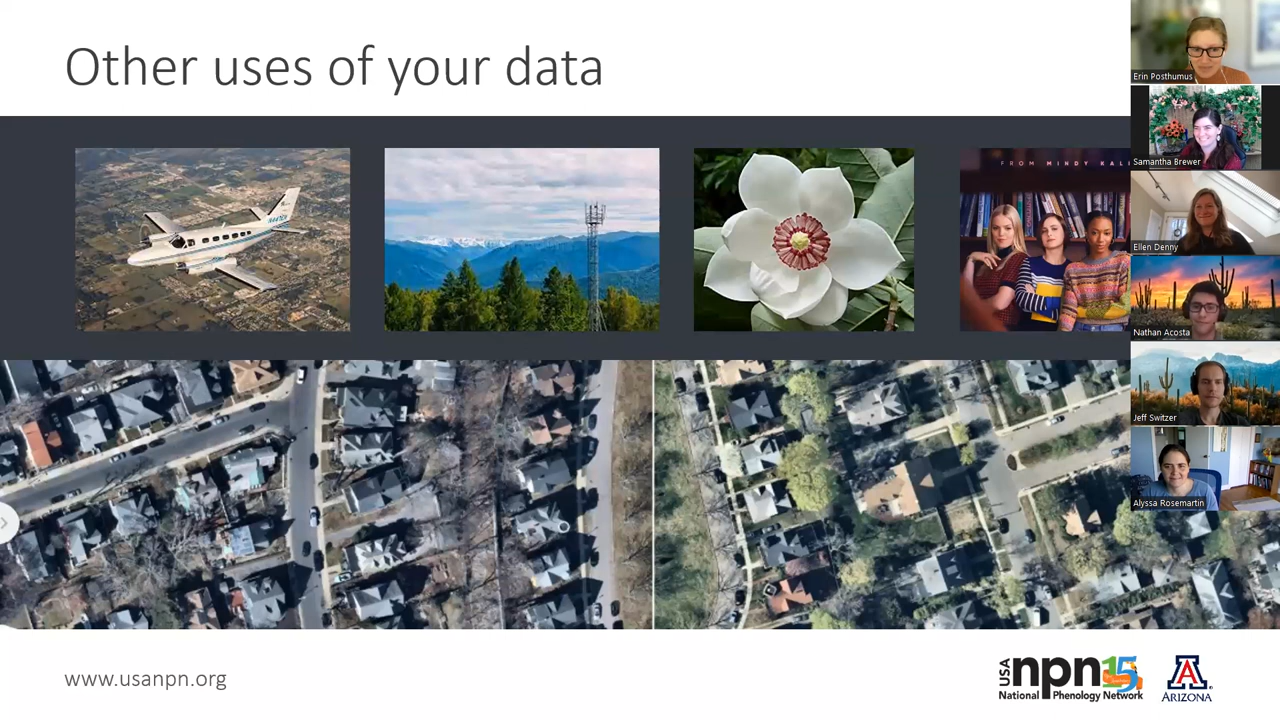 Other uses of your data
FROM MINDY KALI
Erin Posthumus
Samantha Brewer
Ellen Denny
Nathan Acosta
Jeff Switzer
Alyssa Rosemartin
www.usanpn.org
USA npn 15
National Phenology Network
A
ARIZONA